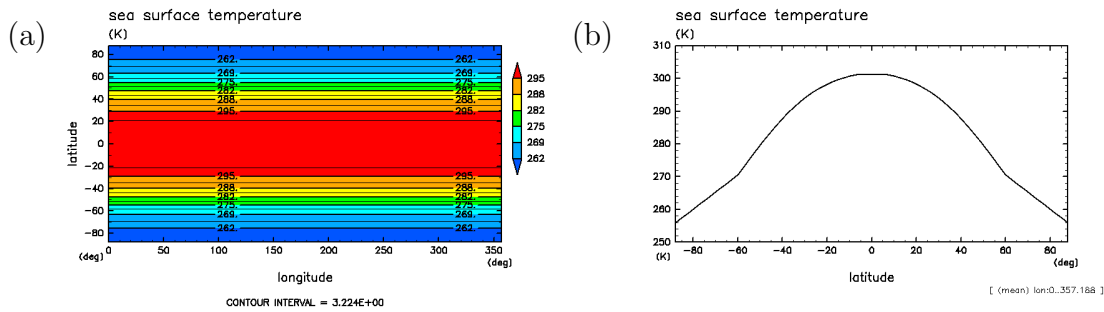 (a)
sea surface temperature
(K)
80
60
40
20
0
-20
-40
-60
-80
latitude
262. 262.
269. 269.
275. 275.
282. 282.
288. 288.
295. 295.
295. 295.
288. 288.
282. 282.
275. 275.
269. 269.
262. 262.
295
288
282
275
269
262
0 50 100 150 200 250 300 350
(deg) (deg)
longitude
CONTOUR INTERVAL = 3.224E+00
(b)
sea surface temperature
(K)
310
300
290
280
270
260
250
-80 -60 -40 -20 0 20 40 60 80
(K) (deg)
latitude
[ (mean) lon:0..357.188 ]